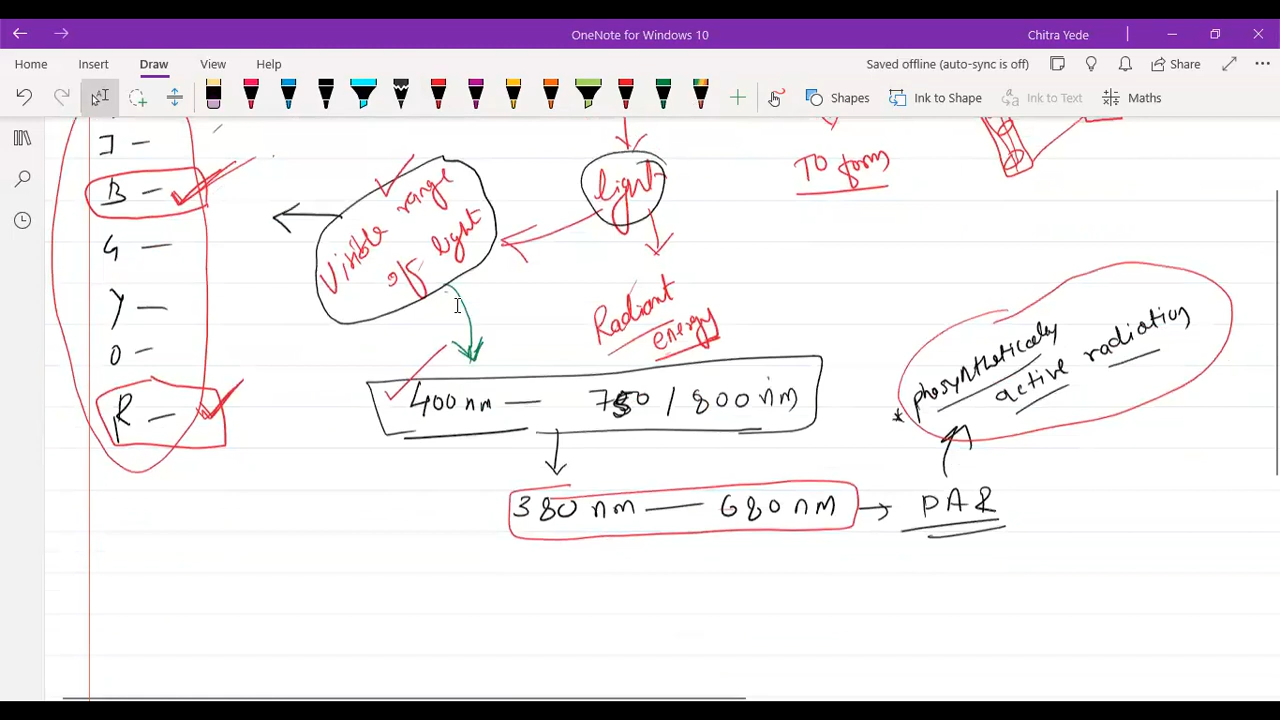 OneNote for Windows 10
Chitra Yede
Home Insert Draw View Help
Saved offline (auto-sync is off)
Share
Shapes
Ink to Shape
Ink to Text
Maths
I —
B —
G —
Y —
O —
R —
Visible range
of light
light
To form
Radiant
energy
400 nm — 750 / 800 nm
380 nm — 680 nm → PAR
* phosynthetically
active radiation